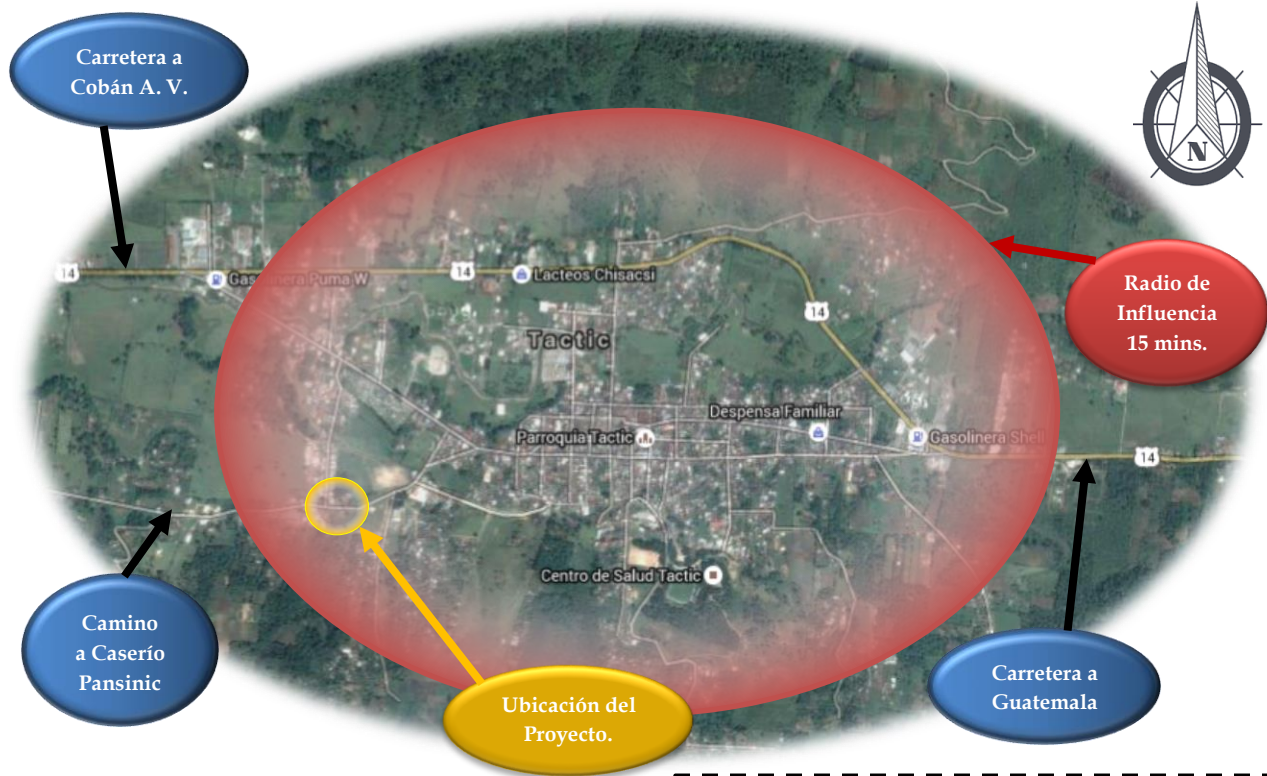 Carretera a
Cobán A. V.
N
14
Gasolinera Puma W
14
Lacteos Chisacsi
Radio de
Influencia
15 mins.
14
Tactic
Despensa Familiar
Parroquia Tactic
Gasolinera Shell
14
Centro de Salud Tactic
Camino
a Caserío
Pansinic
Ubicación del
Proyecto.
Carretera a
Guatemala